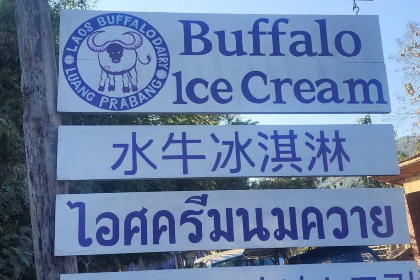 LAOS BUFFALO DAIRY
LUANG PRABANG
Buffalo
Ice Cream
水牛冰淇淋
ไอศครีมนมควาย